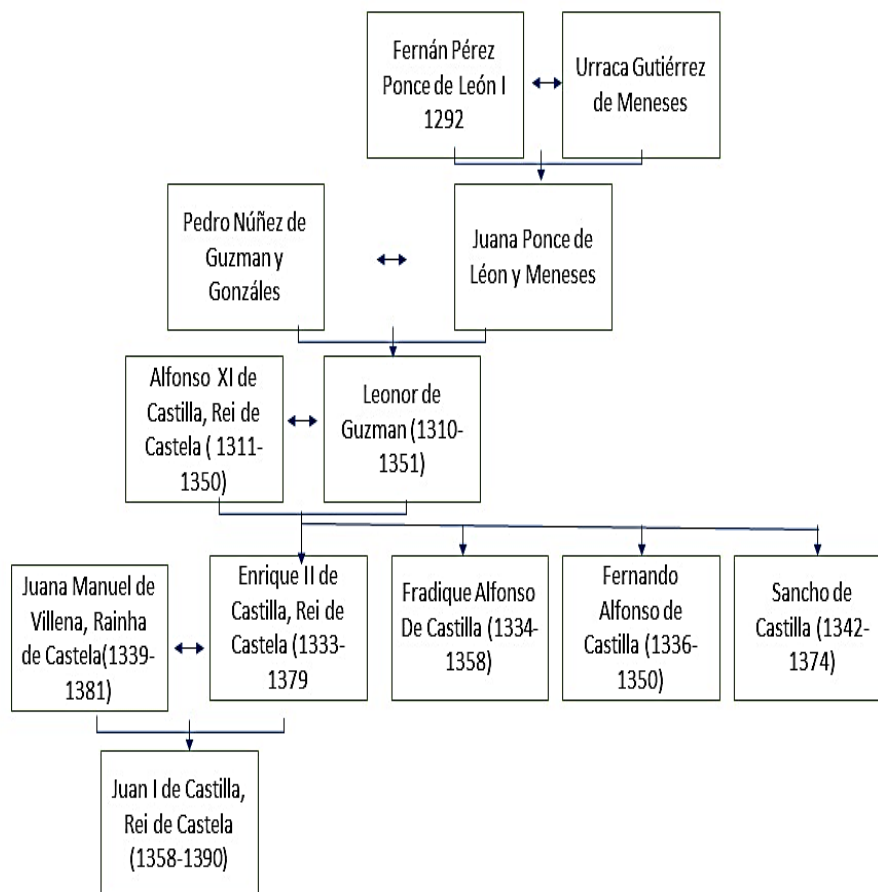 Fernán Pérez
Ponce de León I
1292
Urraca Gutiérrez
de Meneses
Pedro Núñez de
Guzman y
Gonzáles
Juana Ponce de
Léon y Meneses
Alfonso XI de
Castilla, Rei de
Castela ( 1311-
1350)
Leonor de
Guzman (1310-
1351)
Juana Manuel de
Villena, Rainha
de Castela(1339-
1381)
Enrique II de
Castilla, Rei de
Castela (1333-
1379
Fradique Alfonso
De Castilla (1334-
1358)
Fernando
Alfonso de
Castilla (1336-
1350)
Sancho de
Castilla (1342-
1374)
Juan I de Castilla,
Rei de Castela
(1358-1390)